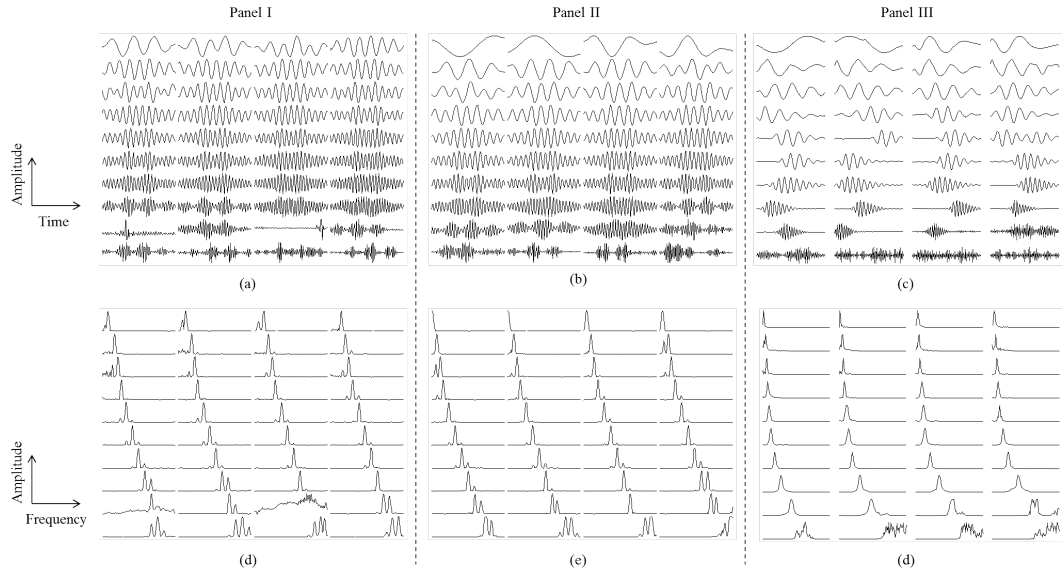 Panel I
Panel II
Panel III
Amplitude
Time
(a)
(b)
(c)
Amplitude
Frequency
(d)
(e)
(d)